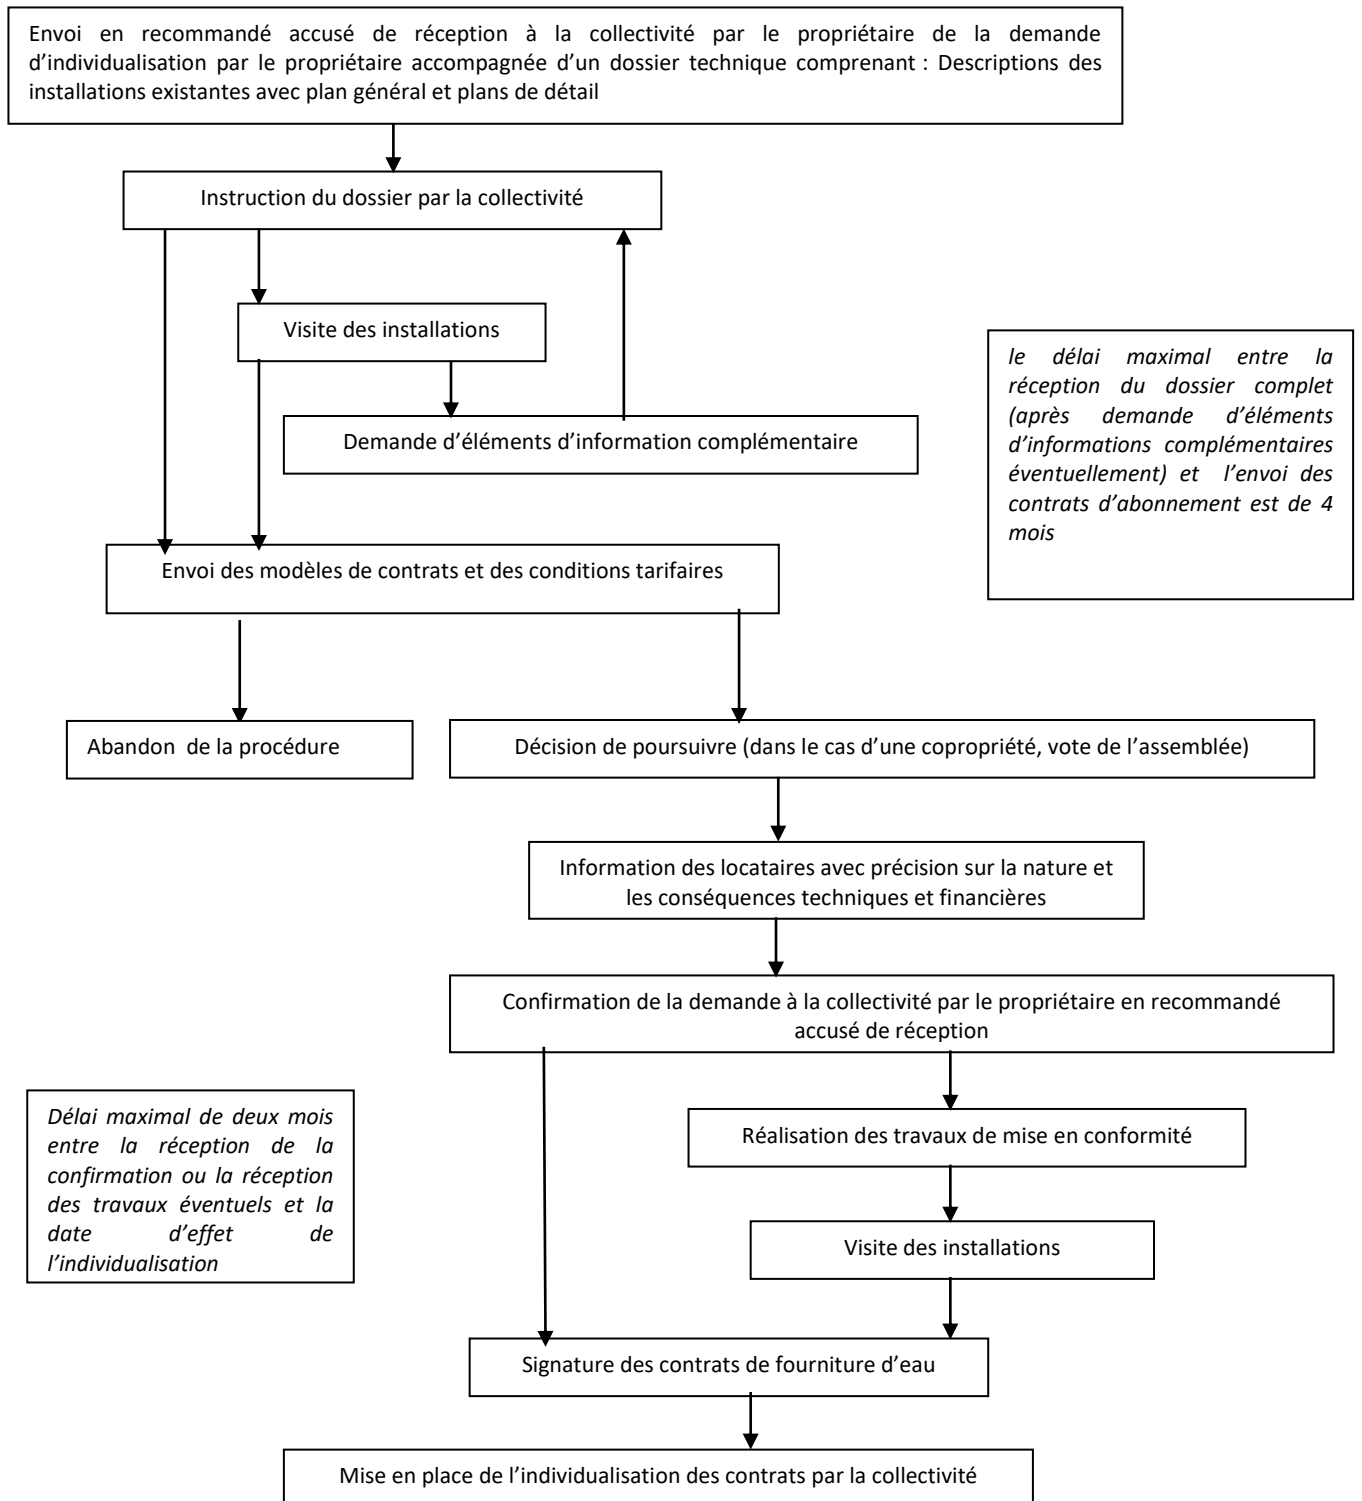 Envoi en recommandé accusé de réception à la collectivité par le propriétaire de la demande
d’individualisation par le propriétaire accompagnée d’un dossier technique comprenant : Descriptions des
installations existantes avec plan général et plans de détail
Instruction du dossier par la collectivité
Visite des installations
le délai maximal entre la
réception du dossier complet
(après demande d’éléments
d’informations complémentaires
éventuellement) et l’envoi des
contrats d’abonnement est de 4
mois
Demande d’éléments d’information complémentaire
Envoi des modèles de contrats et des conditions tarifaires
Abandon de la procédure
Décision de poursuivre (dans le cas d’une copropriété, vote de l’assemblée)
Information des locataires avec précision sur la nature et
les conséquences techniques et financières
Confirmation de la demande à la collectivité par le propriétaire en recommandé
accusé de réception
Délai maximal de deux mois
entre la réception de la
confirmation ou la réception
des travaux éventuels et la
date d’effet de
l’individualisation
Réalisation des travaux de mise en conformité
Visite des installations
Signature des contrats de fourniture d’eau
Mise en place de l’individualisation des contrats par la collectivité